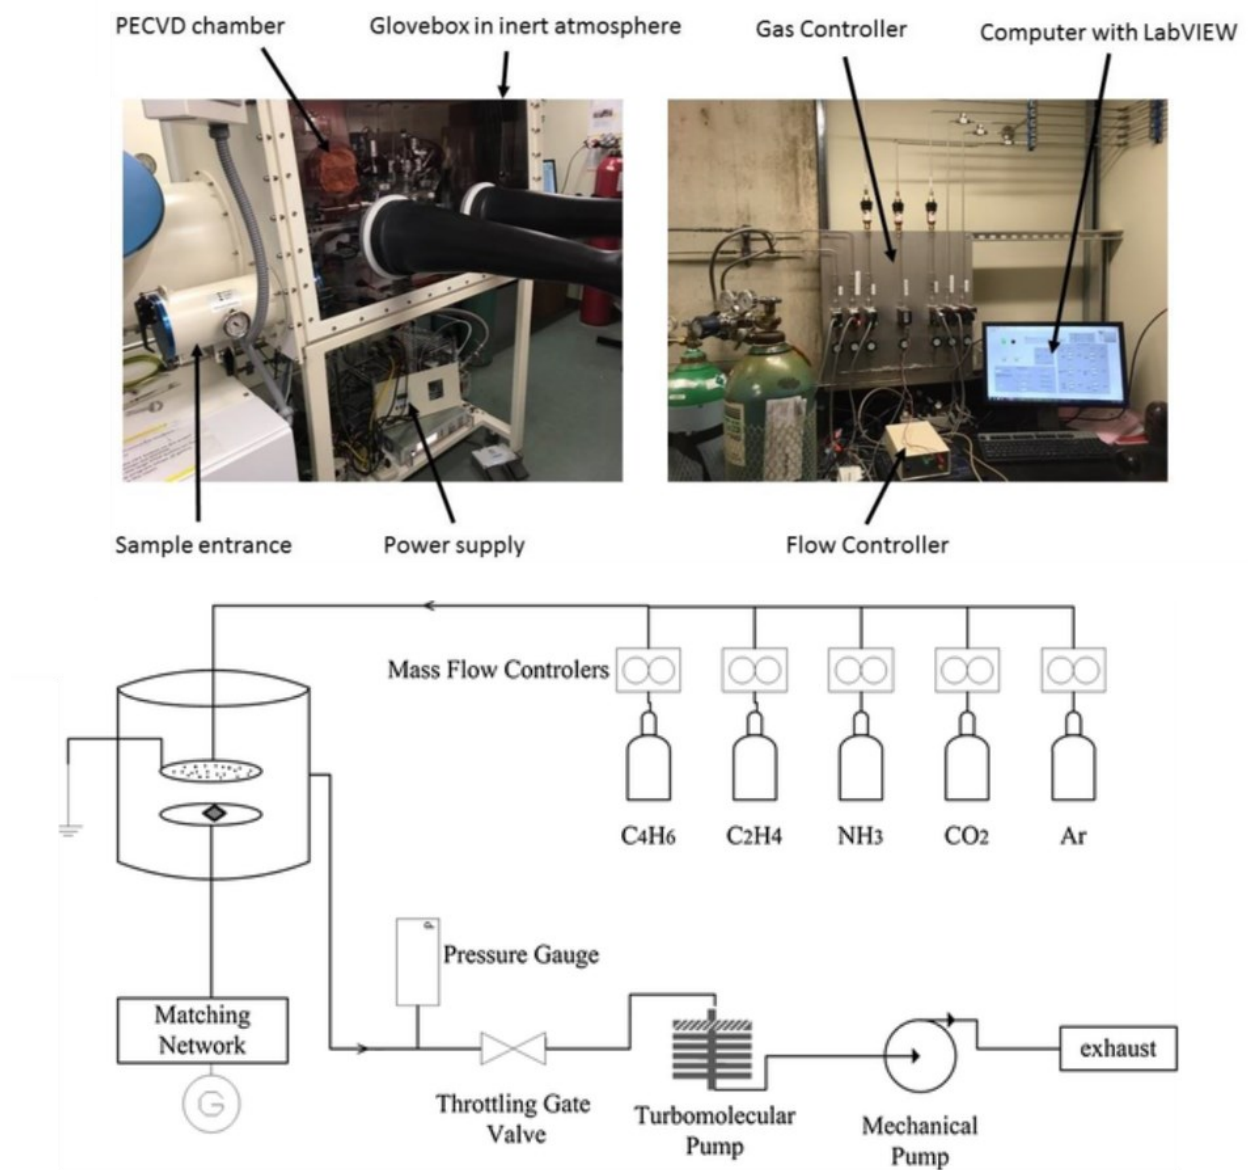 PECVD chamber
Glovebox in inert atmosphere
Gas Controller
Computer with LabVIEW
Sample entrance
Power supply
Flow Controller
Mass Flow Controlers
C4H6
C2H4
NH3
CO2
Ar
P
Pressure Gauge
Matching
Network
G
Throttling Gate
Valve
Turbomolecular
Pump
Mechanical
Pump
exhaust